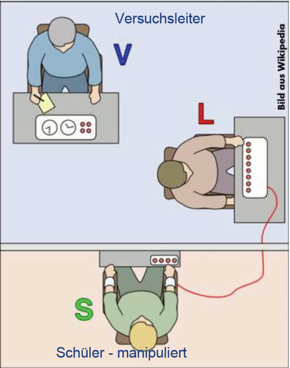 Versuchsleiter
V
L
Bild aus Wikipedia
S
Schüler - manipuliert